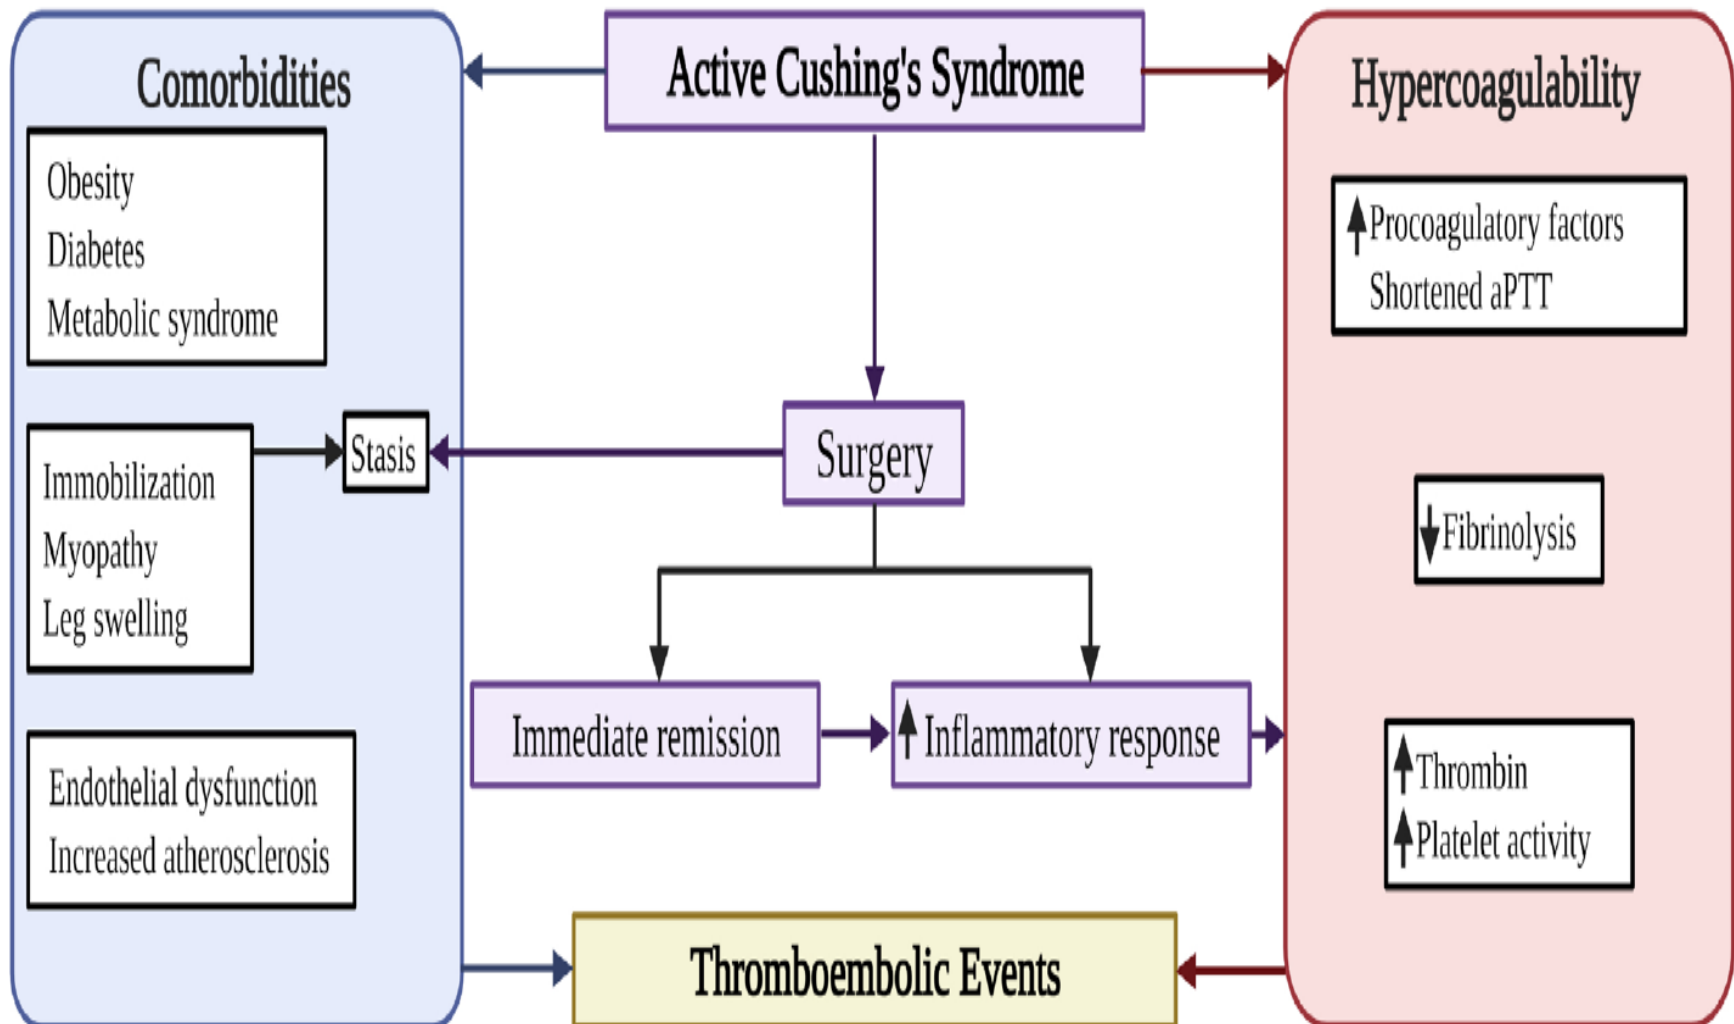 Comorbidities
Obesity
Diabetes
Metabolic syndrome
Immobilization
Myopathy
Leg swelling
Stasis
Endothelial dysfunction
Increased atherosclerosis
Active Cushing's Syndrome
Surgery
Immediate remission
↑ Inflammatory response
Thromboembolic Events
Hypercoagulability
↑ Procoagulatory factors
Shortened aPTT
↓ Fibrinolysis
↑ Thrombin
↑ Platelet activity